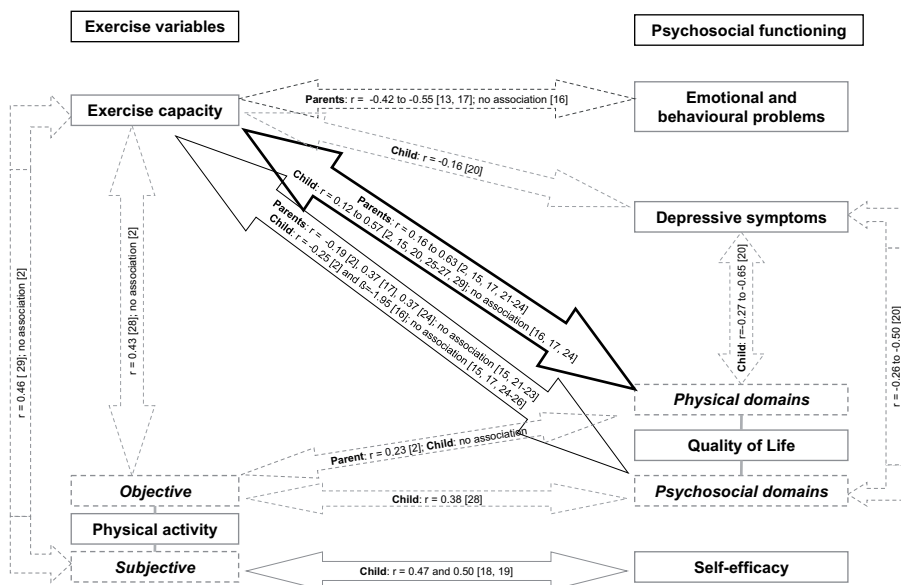 Exercise variables
Psychosocial functioning
Parents: r = -0.42 to -0.55 [13, 17]; no association [16]
Exercise capacity
Emotional and
behavioural problems
Child: r = -0.16 [20]
Depressive symptoms
Parents: r = 0.16 to 0.63 [2, 15, 17, 21-24]
Child: r = 0.12 to 0.57 [2, 15, 20, 25-27, 29]; no association [16, 17, 24]
Parents: r = -0.19 [2], 0.37 [17], 0.37 [24]; no association [15, 21-23]
Child: r = -0.25 [2] and ß=-1.95 [16]; no association [15, 17, 24-26]
r = 0.46 [ 29]; no association [2]
r = 0.43 [28]; no association [2]
Child: r=-0.27 to -0.65 [20]
r = -0.26 to -0.50 [20]
Physical domains
Quality of Life
Psychosocial domains
Parent: r = 0.23 [2]; Child: no association
Child: r = 0.38 [28]
Objective
Physical activity
Subjective
Child: r = 0.47 and 0.50 [18, 19]
Self-efficacy